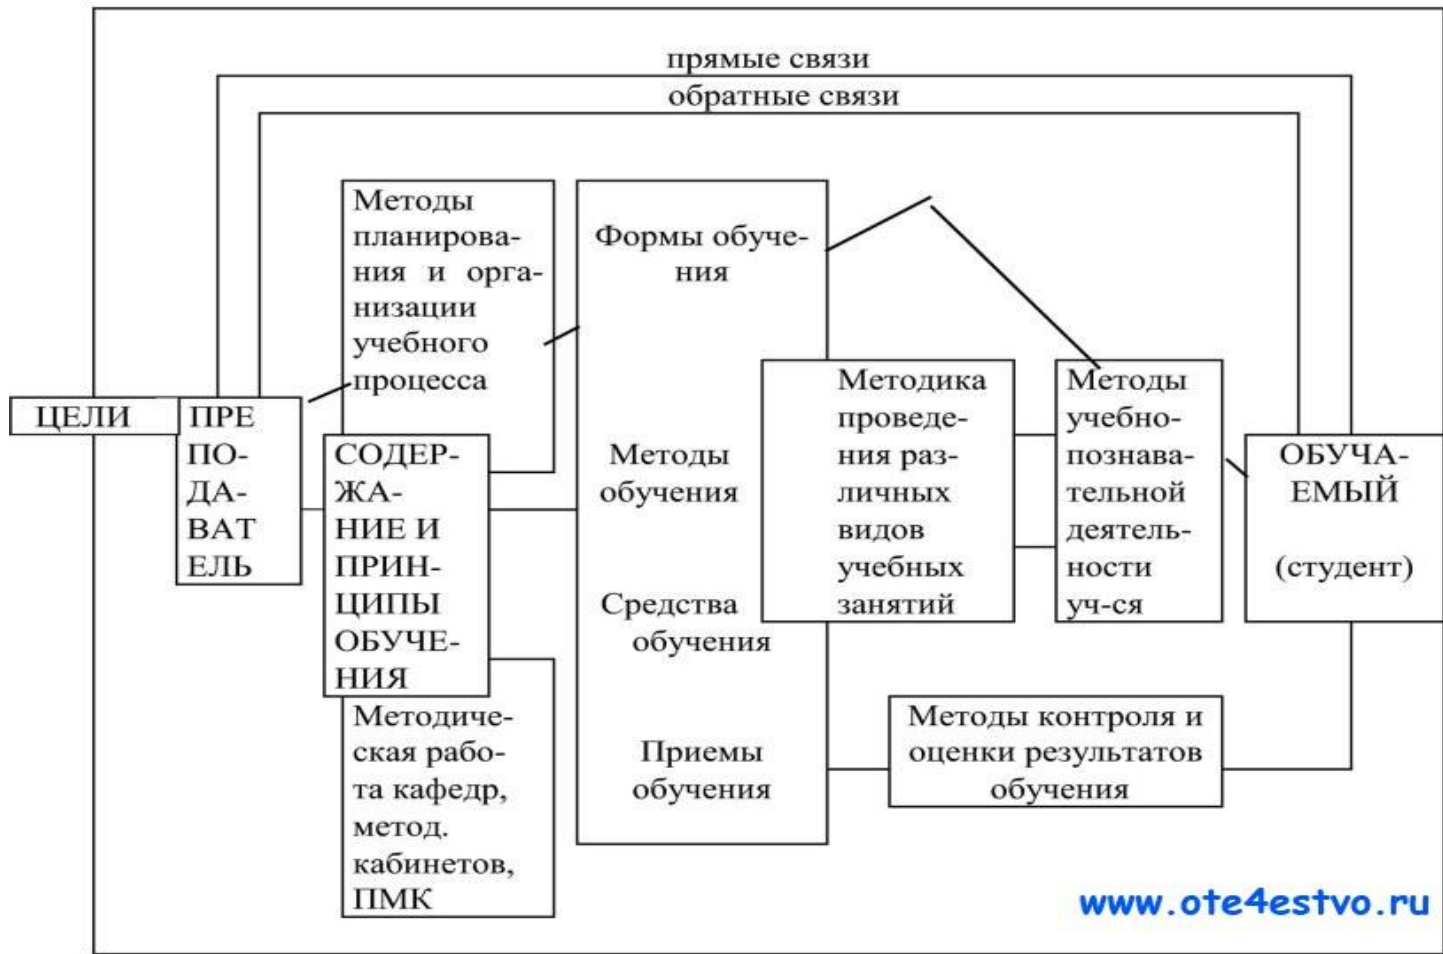 прямые связи
обратные связи
ЦЕЛИ
ПРЕ
ПО-
ДА-
ВАТ
ЕЛЬ
Методы
планирова-
ния и орга-
низации
учебного
процесса
СОДЕР-
ЖА-
НИЕ И
ПРИН-
ЦИПЫ
ОБУЧЕ-
НИЯ
Методиче-
ская рабо-
та кафедр,
метод.
кабинетов,
ПМК
Формы обуче-
ния
Методы
обучения
Средства
обучения
Приемы
обучения
Методика
проведе-
ния раз-
личных
видов
учебных
занятий
Методы
учебно-
познава-
тельной
деятель-
ности
уч-ся
ОБУЧА-
ЕМЫЙ
(студент)
Методы контроля и
оценки результатов
обучения
www.ote4estvo.ru